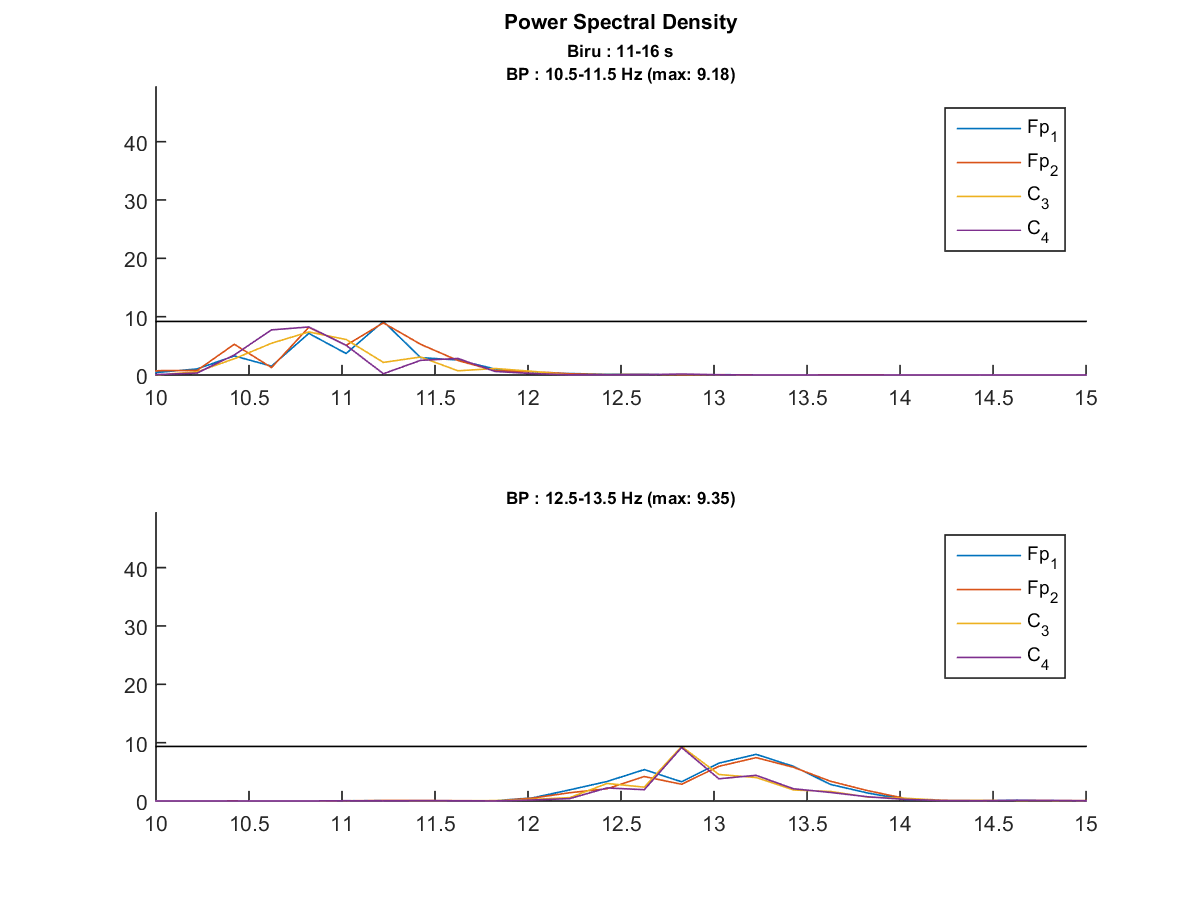 Power Spectral Density
Biru : 11-16 s
BP : 10.5-11.5 Hz (max: 9.18)
40
30
20
10
0
10 10.5 11 11.5 12 12.5 13 13.5 14 14.5 15
Fp1
Fp2
C3
C4
BP : 12.5-13.5 Hz (max: 9.35)
40
30
20
10
0
10 10.5 11 11.5 12 12.5 13 13.5 14 14.5 15
Fp1
Fp2
C3
C4